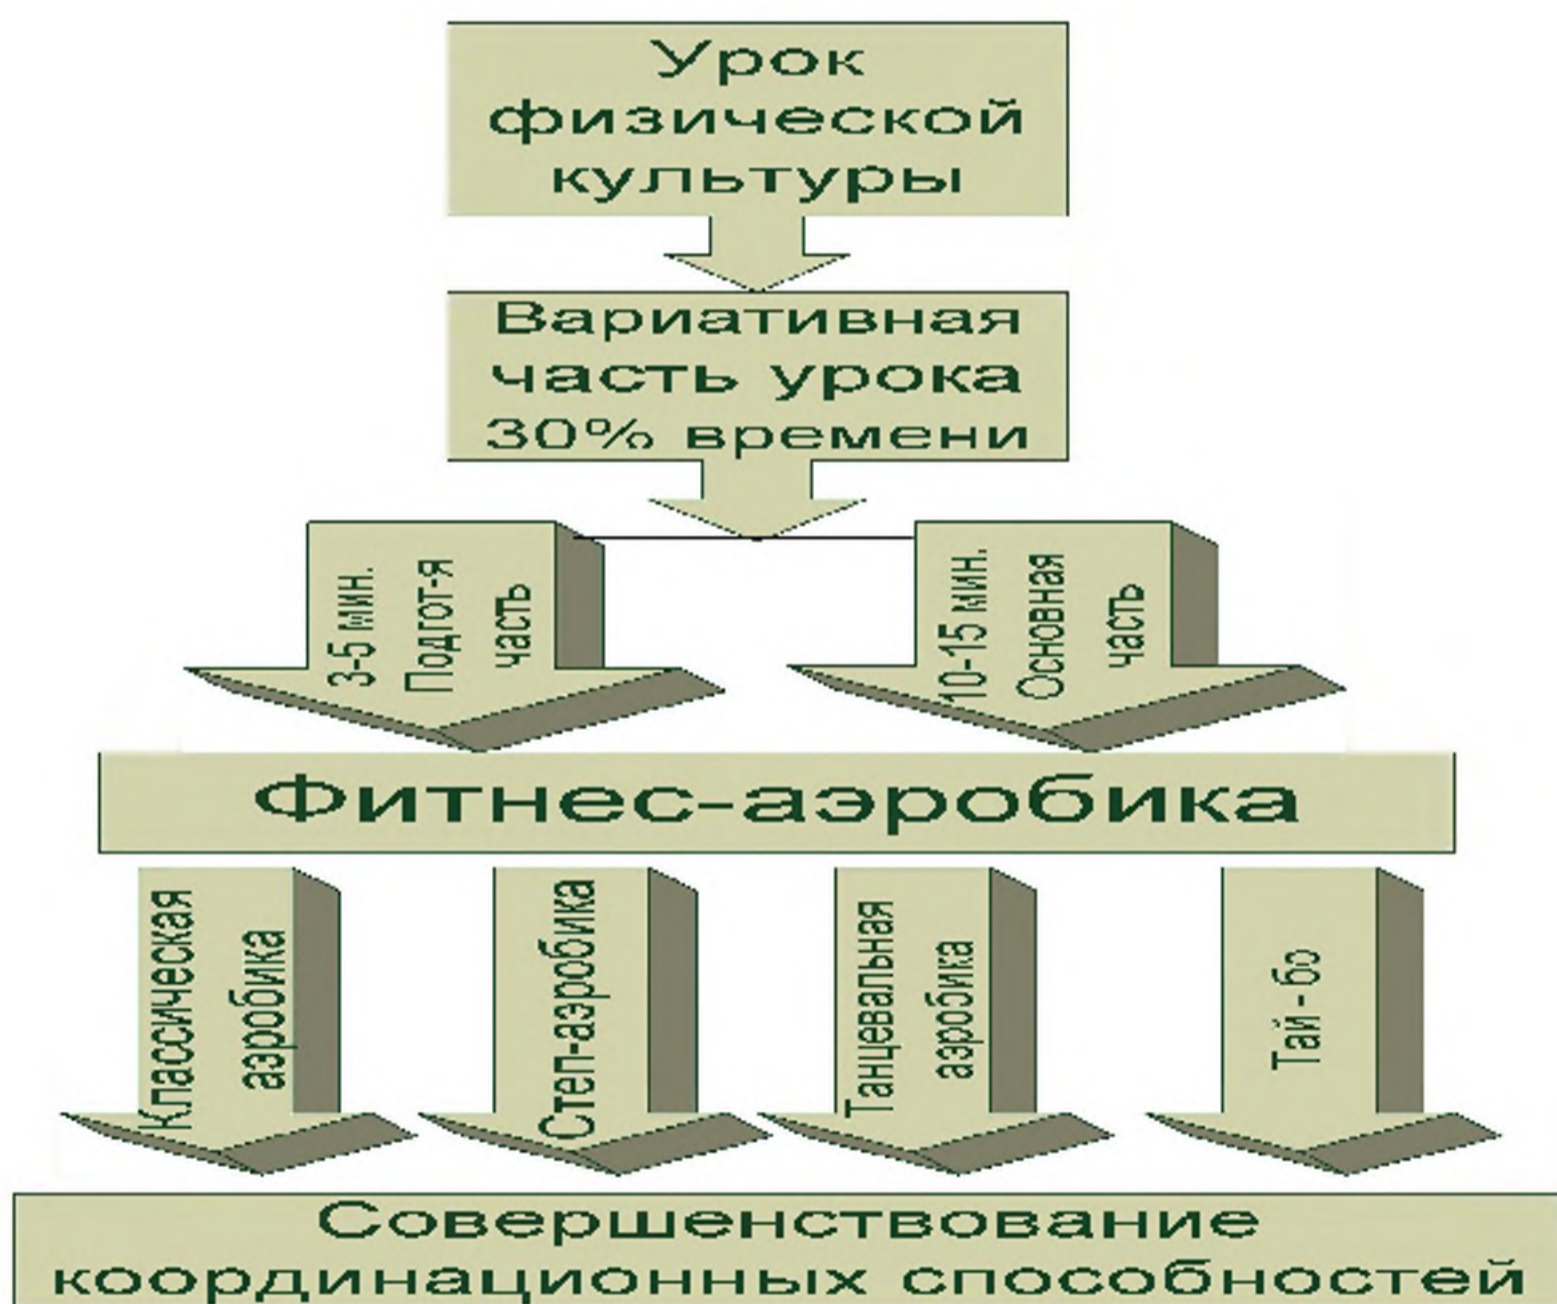 Урок
физической
культуры
Вариативная
часть урока
30% времени
3-5 мин.
Подгот-я
часть
10-15 мин.
Основная
часть
Фитнес-аэробика
Классическая
аэробика
Степ-аэробика
Танцевальная
аэробика
Тай - бо
Совершенствование
координационных способностей